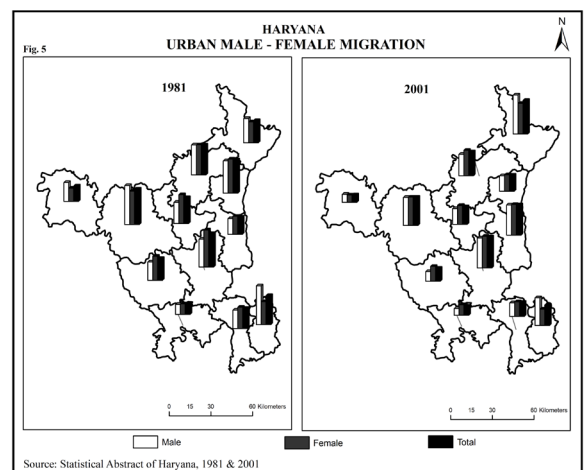 HARYANA
URBAN MALE - FEMALE MIGRATION
Fig. 5
N
1981
2001
0 15 30 60 Kilometers
0 15 30 60 Kilometers
Male Female Total
Source: Statistical Abstract of Haryana, 1981 & 2001